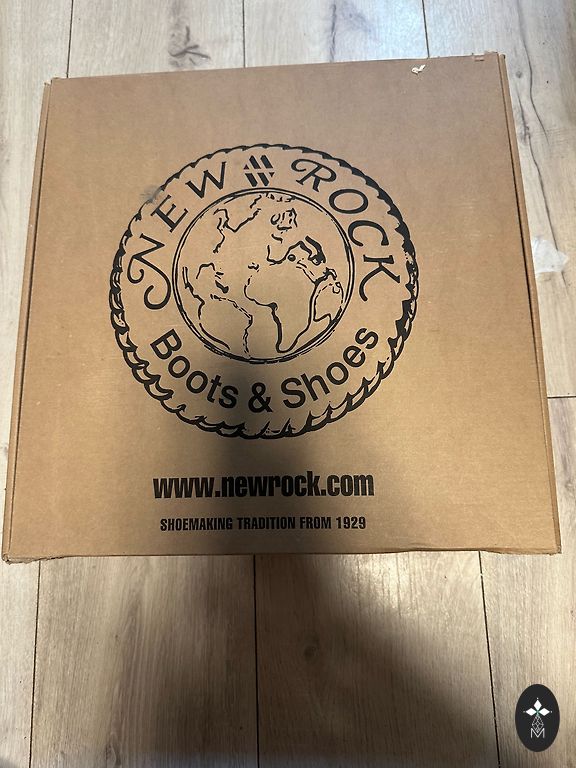 NEW ROCK
Boots & Shoes
www.newrock.com
SHOEMAKING TRADITION FROM 1929
M